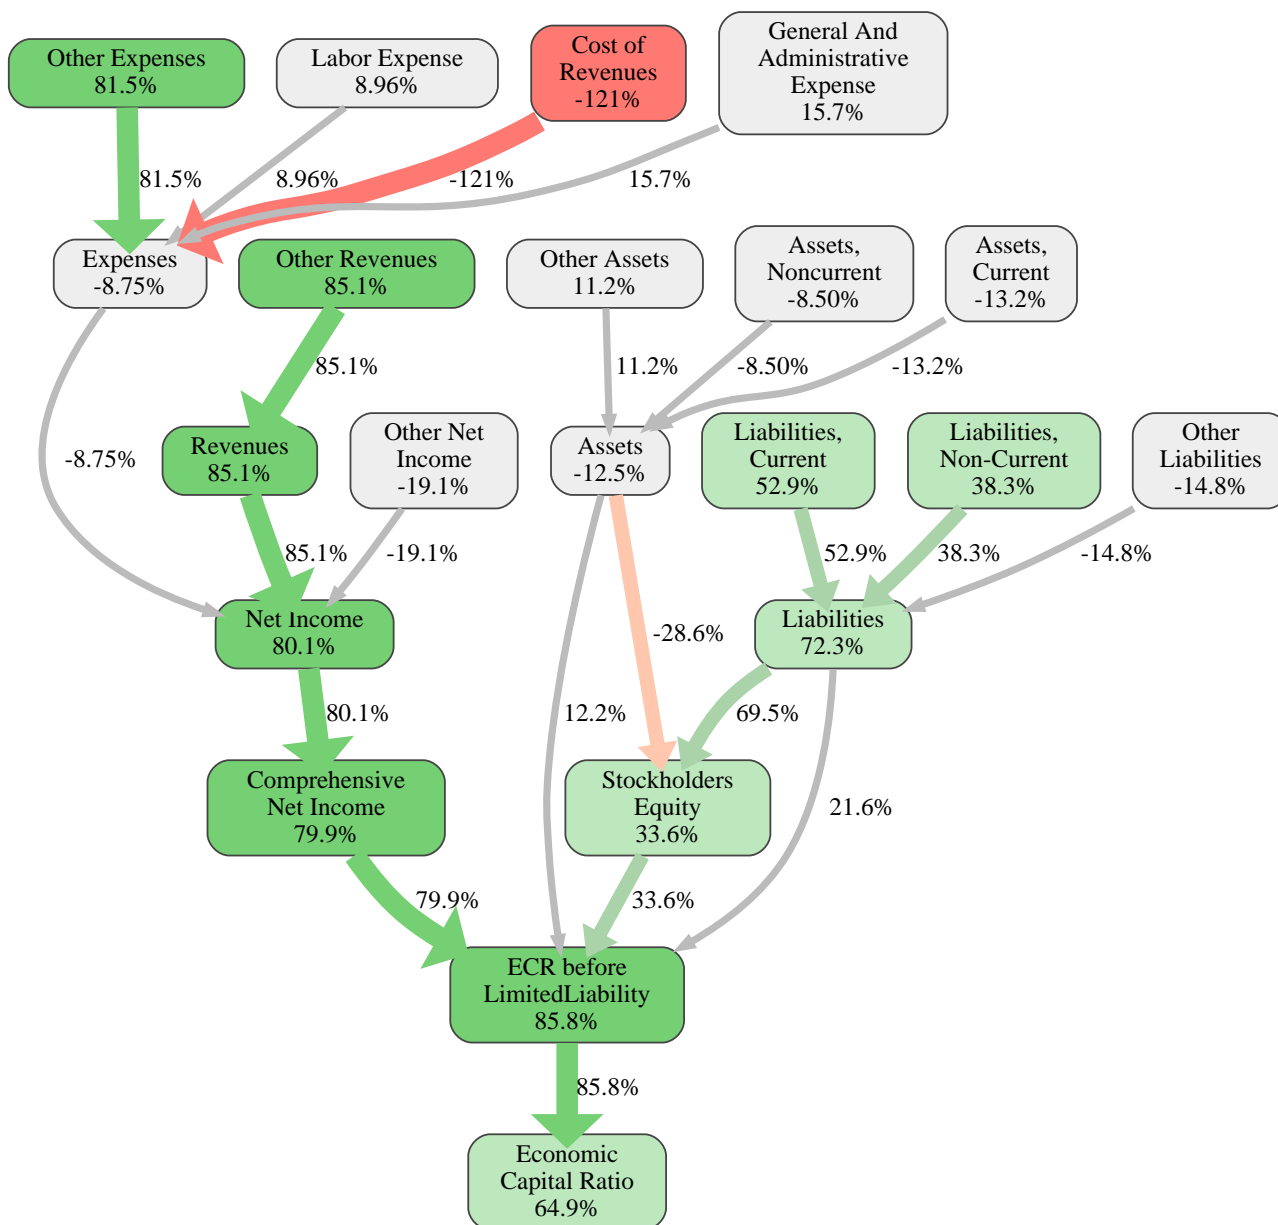 Other Expenses
81.5%
Labor Expense
8.96%
Cost of
Revenues
-121%
General And
Administrative
Expense
15.7%
81.5%
8.96%
-121%
15.7%
Expenses
-8.75%
Other Revenues
85.1%
Other Assets
11.2%
Assets,
Noncurrent
-8.50%
Assets,
Current
-13.2%
85.1%
11.2%
-8.50%
-13.2%
-8.75%
Revenues
85.1%
Other Net
Income
-19.1%
Assets
-12.5%
Liabilities,
Current
52.9%
Liabilities,
Non-Current
38.3%
Other
Liabilities
-14.8%
85.1%
-19.1%
52.9%
38.3%
-14.8%
Net Income
80.1%
-28.6%
Liabilities
72.3%
80.1%
12.2%
69.5%
Comprehensive
Net Income
79.9%
Stockholders
Equity
33.6%
21.6%
79.9%
33.6%
ECR before
LimitedLiability
85.8%
85.8%
Economic
Capital Ratio
64.9%